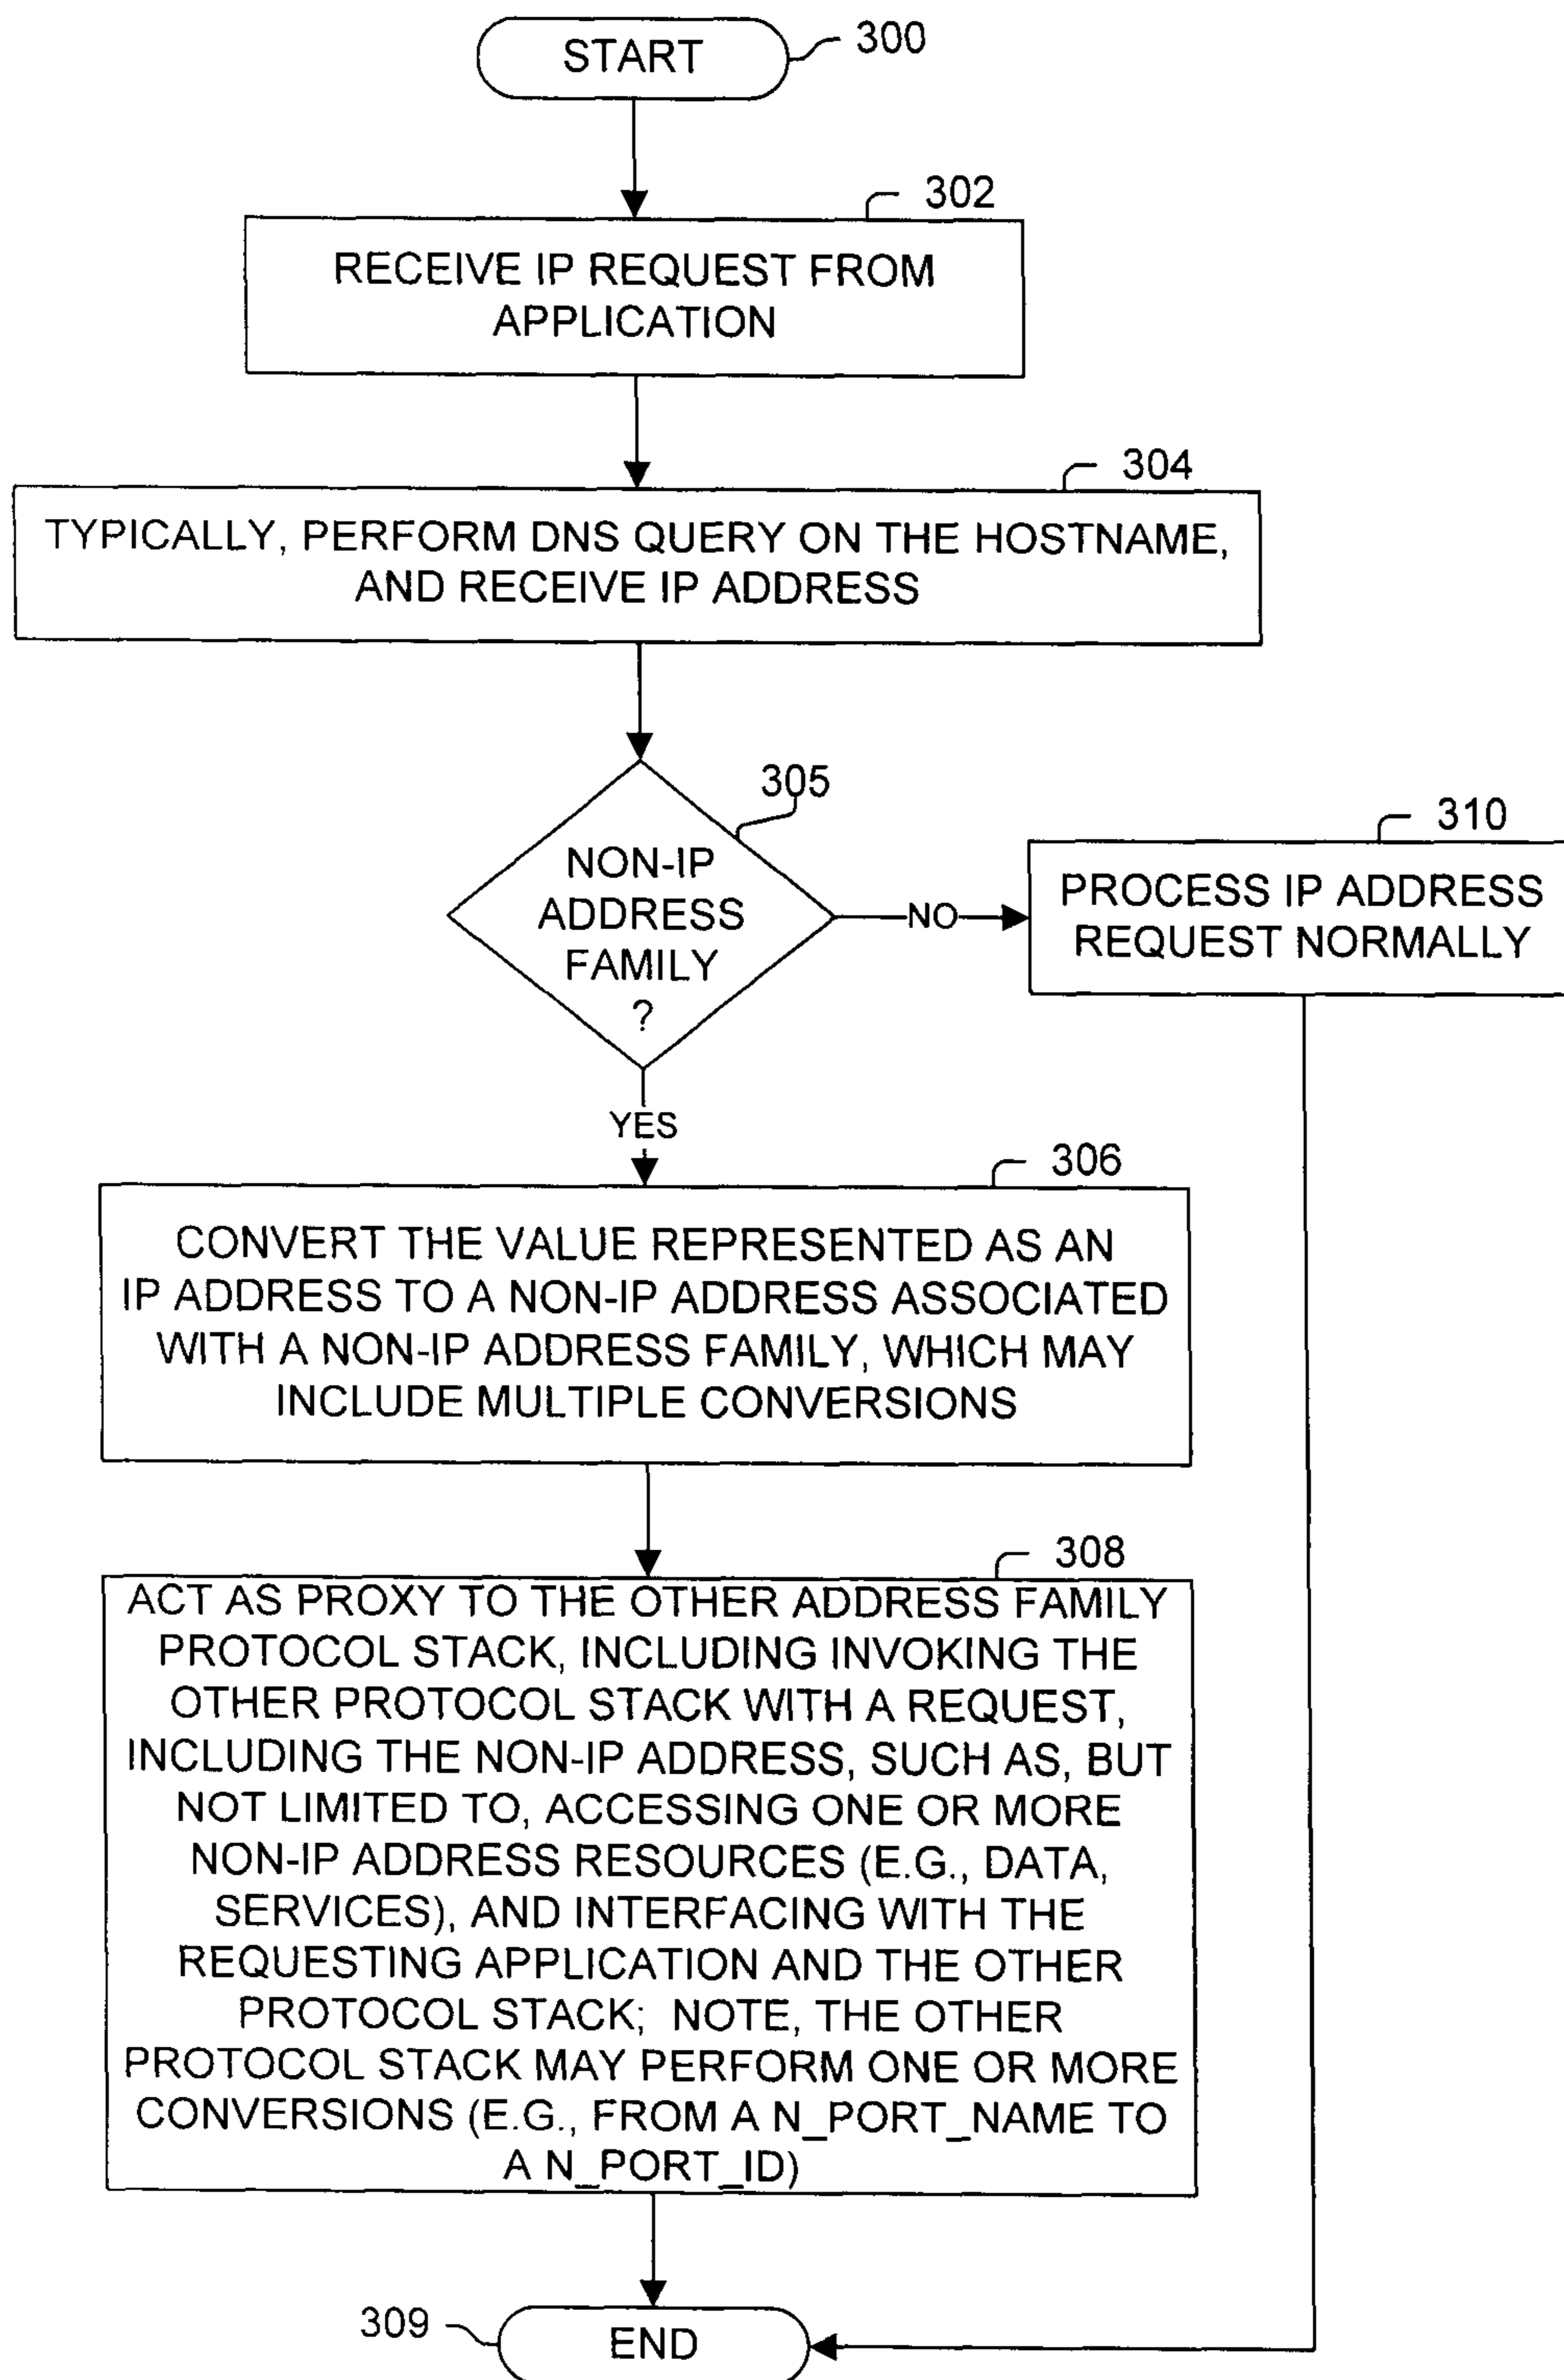 START
300
302
RECEIVE IP REQUEST FROM
APPLICATION
304
TYPICALLY, PERFORM DNS QUERY ON THE HOSTNAME,
AND RECEIVE IP ADDRESS
305
NON-IP
ADDRESS
FAMILY
?
NO
310
PROCESS IP ADDRESS
REQUEST NORMALLY
YES
306
CONVERT THE VALUE REPRESENTED AS AN
IP ADDRESS TO A NON-IP ADDRESS ASSOCIATED
WITH A NON-IP ADDRESS FAMILY, WHICH MAY
INCLUDE MULTIPLE CONVERSIONS
308
ACT AS PROXY TO THE OTHER ADDRESS FAMILY
PROTOCOL STACK, INCLUDING INVOKING THE
OTHER PROTOCOL STACK WITH A REQUEST,
INCLUDING THE NON-IP ADDRESS, SUCH AS, BUT
NOT LIMITED TO, ACCESSING ONE OR MORE
NON-IP ADDRESS RESOURCES (E.G., DATA,
SERVICES), AND INTERFACING WITH THE
REQUESTING APPLICATION AND THE OTHER
PROTOCOL STACK; NOTE, THE OTHER
PROTOCOL STACK MAY PERFORM ONE OR MORE
CONVERSIONS (E.G., FROM A N_PORT_NAME TO
A N_PORT_ID)
309
END